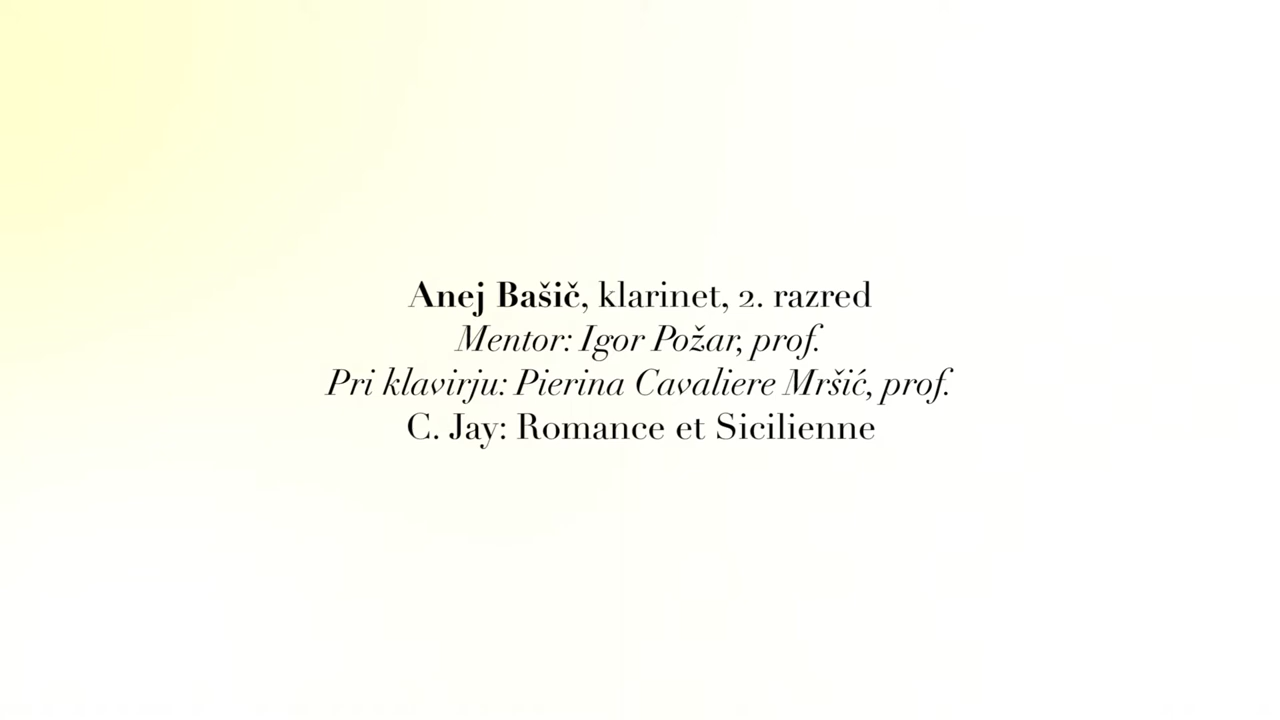 Anej Bašič, klarinet, 2. razred
Mentor: Igor Požar, prof.
Pri klavirju: Pierina Cavaliere Mršić, prof.
C. Jay: Romance et Sicilienne